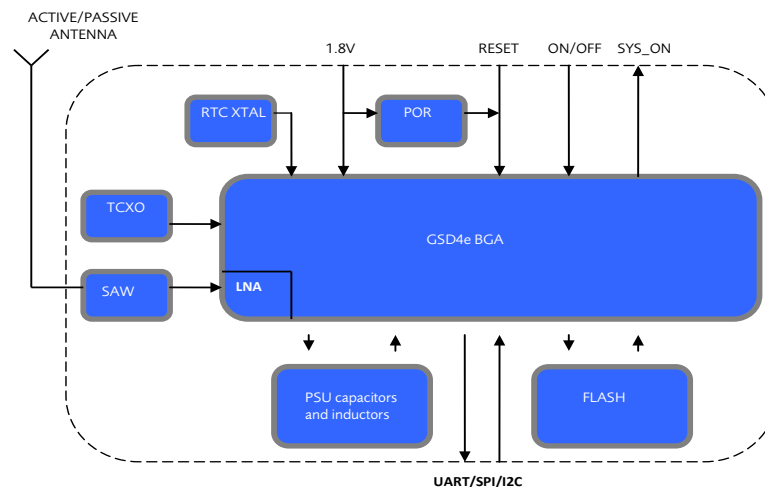 ACTIVE/PASSIVE
ANTENNA
1.8V
RESET
ON/OFF
SYS_ON
RTC XTAL
POR
TCXO
GSD4e BGA
SAW
LNA
PSU capacitors
and inductors
FLASH
UART/SPI/I2C